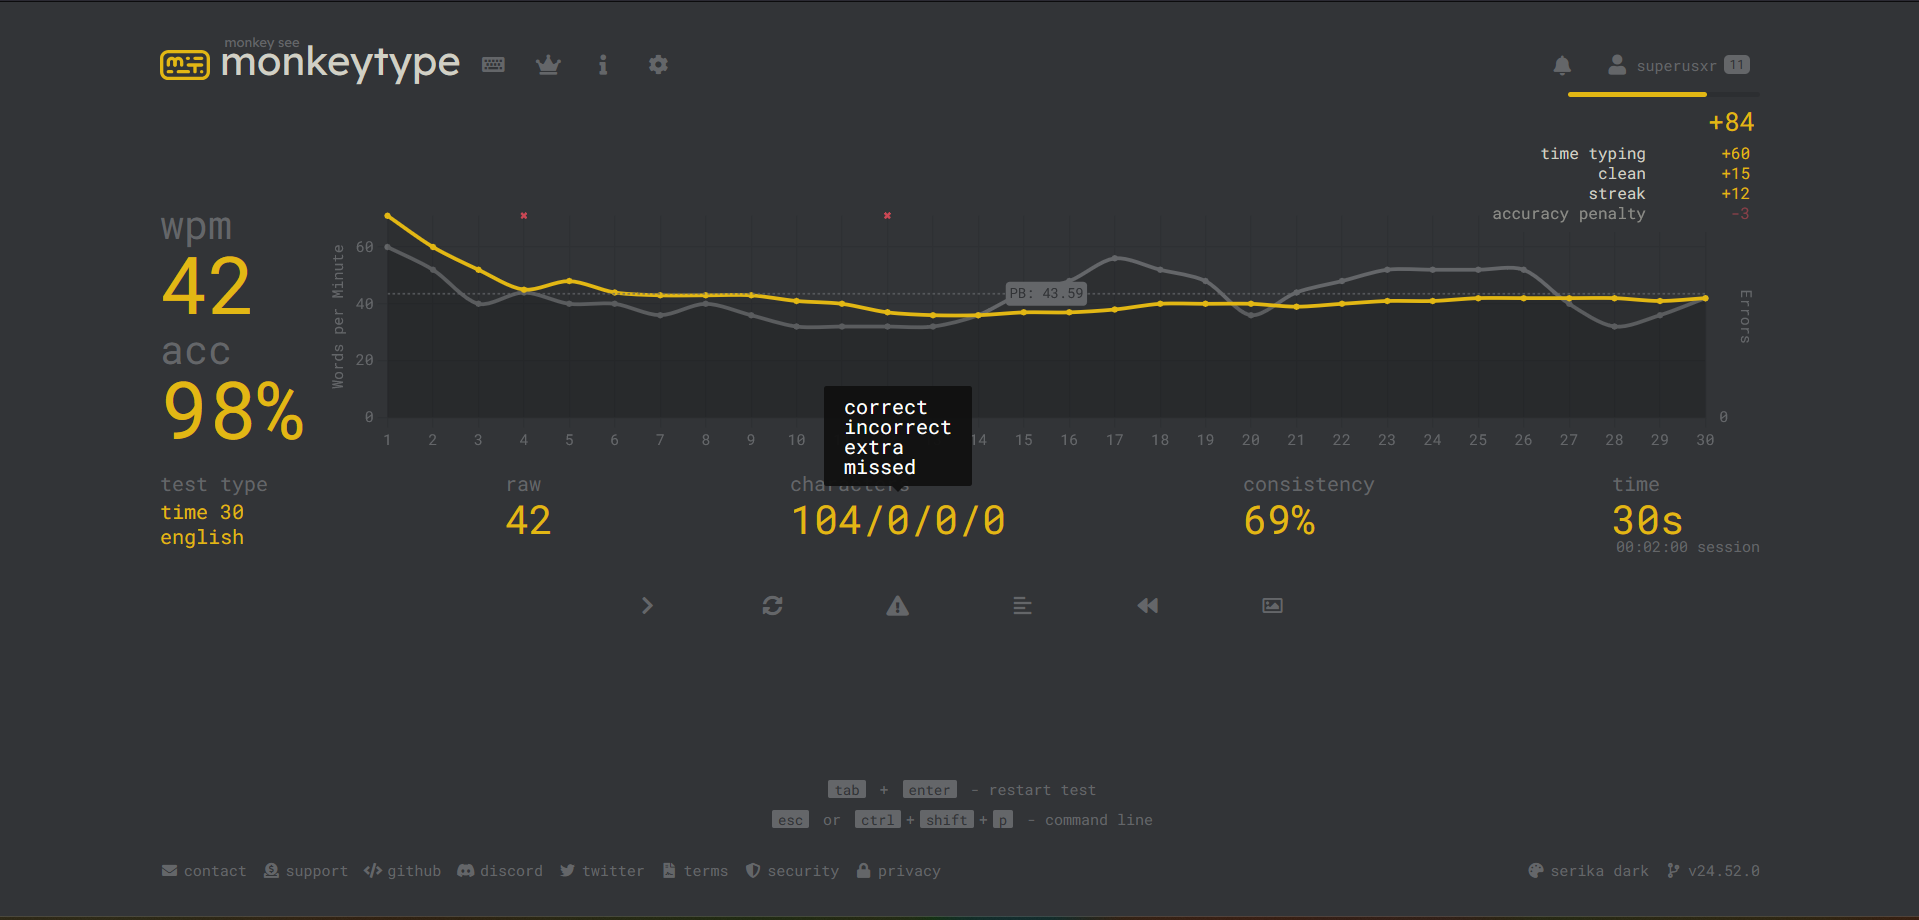 monkey see
monkeytype
superusxr 11
+84
time typing +60
clean +15
streak +12
accuracy penalty -3
wpm
42
acc
98%
Words per Minute
60
40
20
0
PB: 43.59
Errors
0
1 2 3 4 5 6 7 8 9 10 14 15 16 17 18 19 20 21 22 23 24 25 26 27 28 29 30
correct
incorrect
extra
missed
test type
time 30
english
raw
42
characters
104/0/0/0
consistency
69%
time
30s
00:02:00 session
tab + enter - restart test
esc or ctrl + shift + p - command line
contact support github discord twitter terms security privacy
serika dark v24.52.0